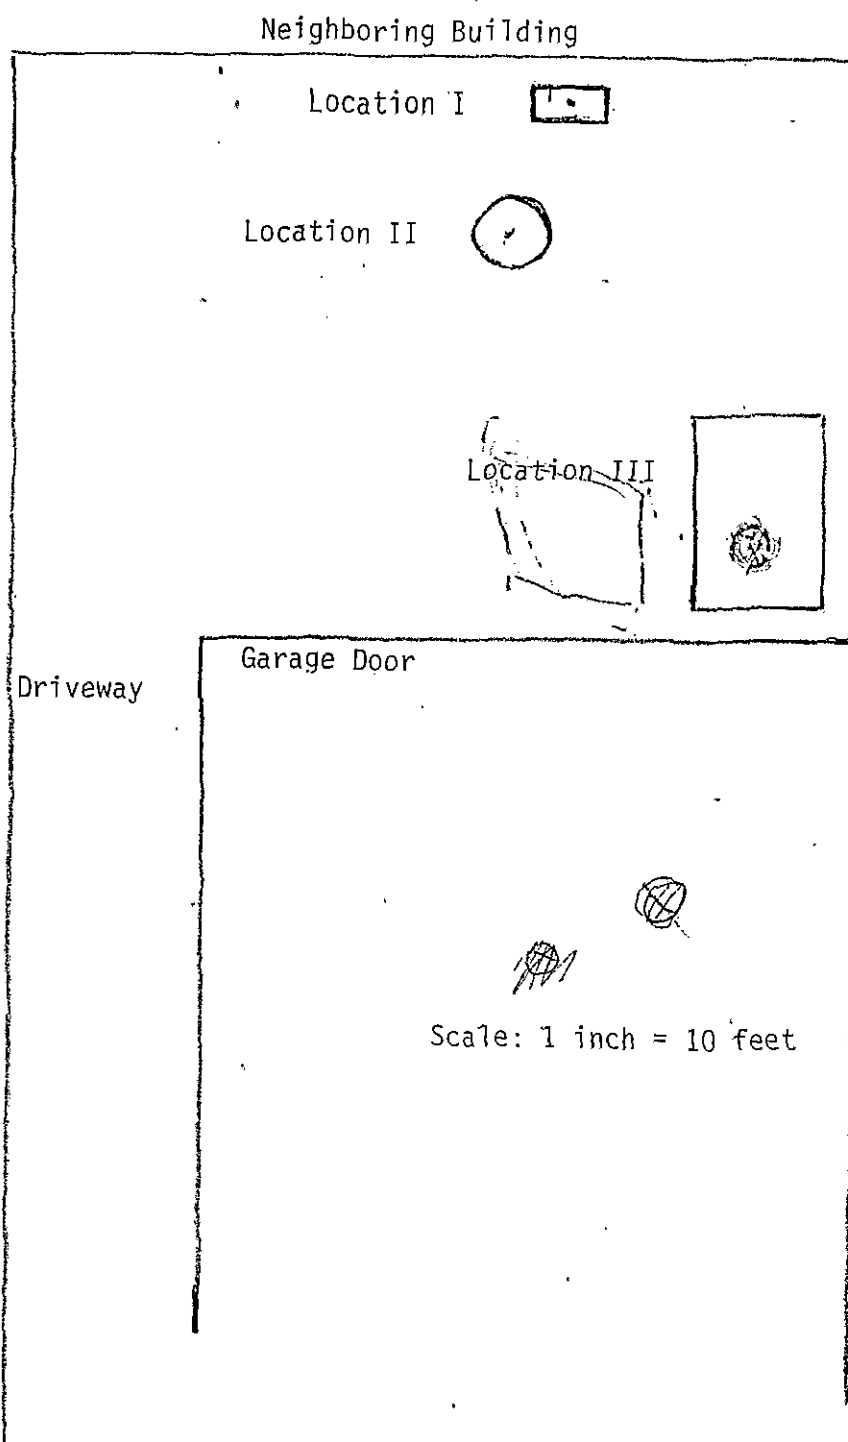 Neighboring Building
Location I
Location II
Location III
Garage Door
Driveway
Scale: 1 inch = 10 feet